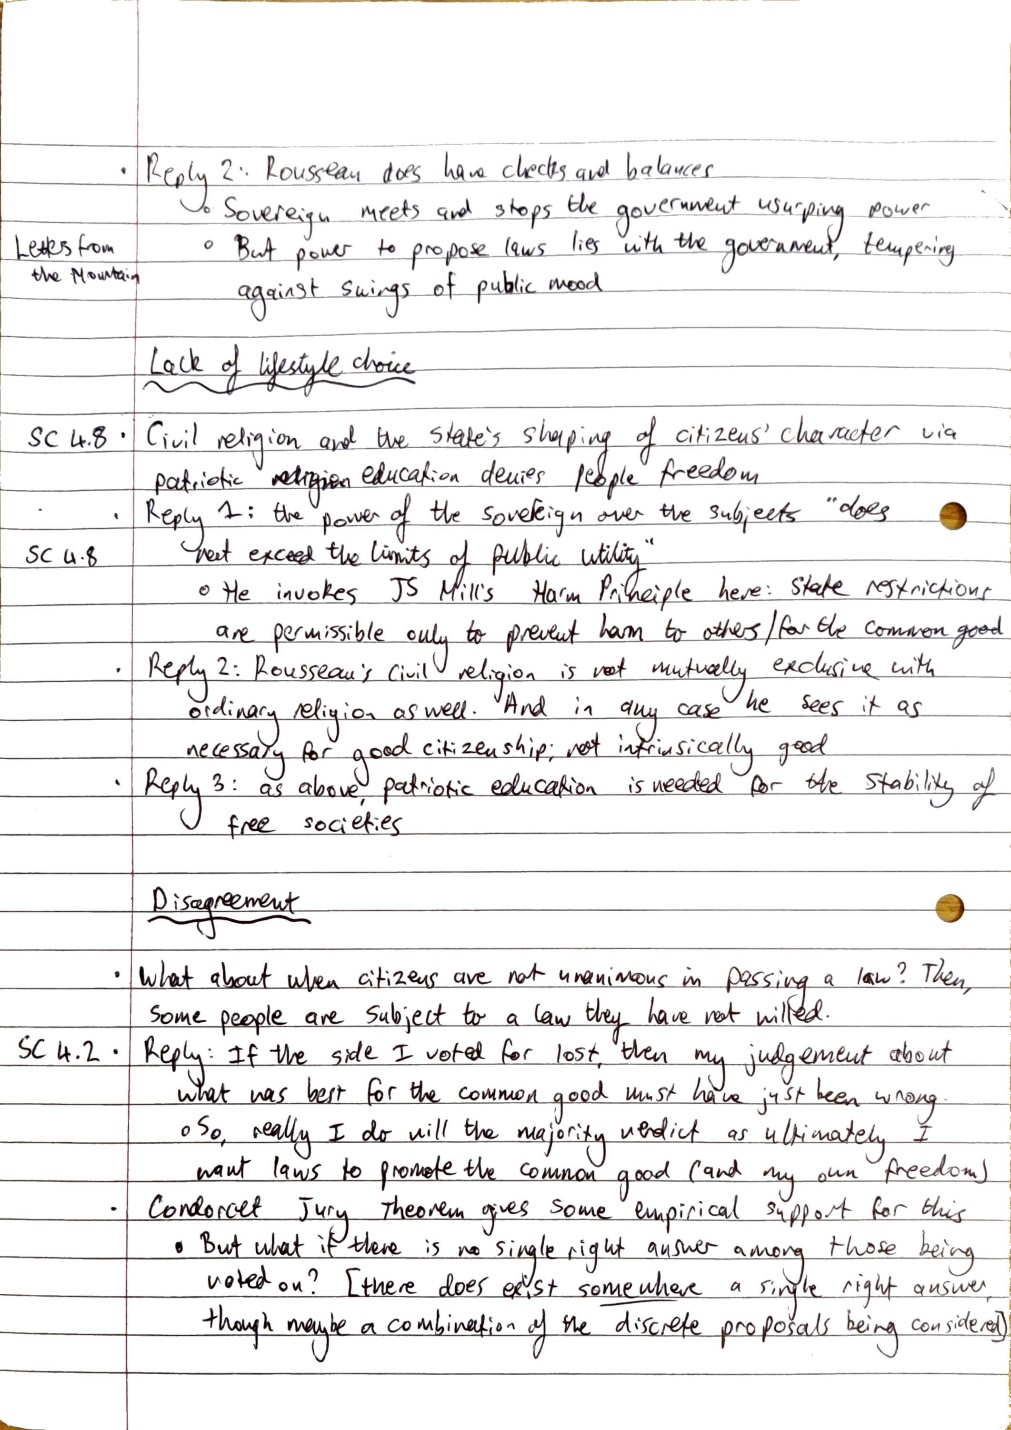 • Reply 2: Rousseau does have checks and balances
◦ Sovereign meets and stops the government usurping power
Letters from the Mountain
◦ But power to propose laws lies with the government, tempering
against swings of public mood
Lack of lifestyle choice
SC 4.8 • Civil religion and the state's shaping of citizens' character via
patriotic education denies people freedom
• Reply 1: the power of the sovereign over the subjects "does
SC 4.8 not exceed the limits of public utility"
◦ He invokes JS Mill's Harm Principle here: state restrictions
are permissible only to prevent harm to others/for the common good
• Reply 2: Rousseau's civil religion is not mutually exclusive with
ordinary religion as well. And in any case he sees it as
necessary for good citizenship; not intrinsically good
• Reply 3: as above, patriotic education is needed for the stability of
free societies
Disagreement
• What about when citizens are not unanimous in passing a law? Then,
some people are subject to a law they have not willed.
SC 4.2 • Reply: If the side I voted for lost, then my judgement about
what was best for the common good must have just been wrong.
◦ So, really I do will the majority verdict as ultimately I
want laws to promote the common good (and my own freedom)
• Condorcet Jury Theorem gives some empirical support for this
• But what if there is no single right answer among those being
voted on? [there does exist somewhere a single right answer,
though maybe a combination of the discrete proposals being considered]